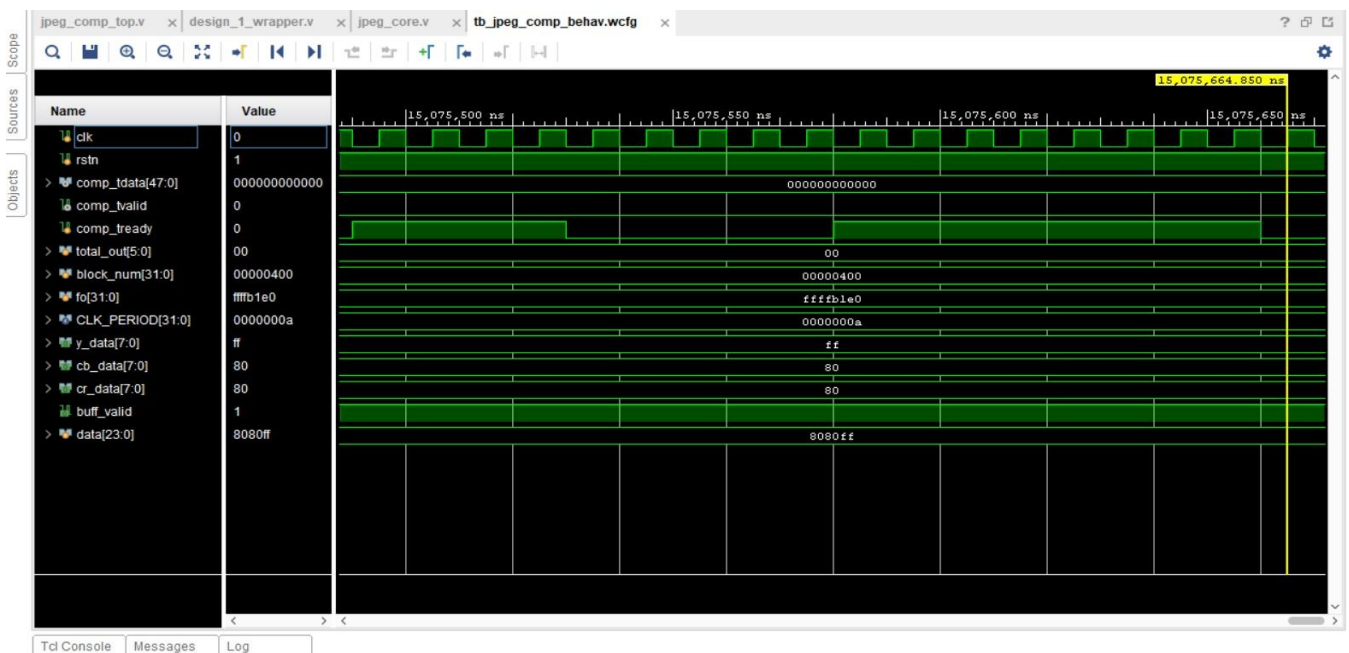 jpeg_comp_top.v × design_1_wrapper.v × jpeg_core.v × tb_jpeg_comp_behav.wcfg × ?
Scope
Sources
Objects
15,075,664.850 ns
Name Value 15,075,500 ns 15,075,550 ns 15,075,600 ns 15,075,650 ns
clk 0
rstn 1
comp_tdata[47:0] 000000000000 000000000000
comp_tvalid 0
comp_tready 0
total_out[5:0] 00 00
block_num[31:0] 00000400 00000400
fo[31:0] ffffb1e0 ffffb1e0
CLK_PERIOD[31:0] 0000000a 0000000a
y_data[7:0] ff ff
cb_data[7:0] 80 80
cr_data[7:0] 80 80
buff_valid 1
data[23:0] 8080ff 8080ff
Tcl Console Messages Log